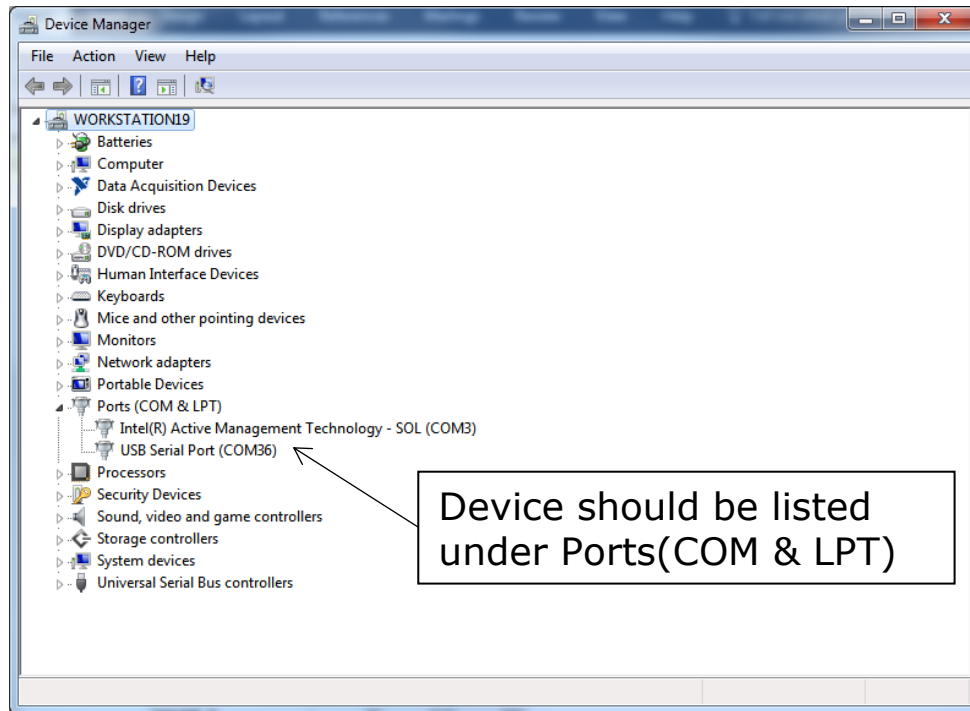 Device Manager
File Action View Help
WORKSTATION19
Batteries
Computer
Data Acquisition Devices
Disk drives
Display adapters
DVD/CD-ROM drives
Human Interface Devices
Keyboards
Mice and other pointing devices
Monitors
Network adapters
Portable Devices
Ports (COM & LPT)
Intel(R) Active Management Technology - SOL (COM3)
USB Serial Port (COM36)
Processors
Security Devices
Sound, video and game controllers
Storage controllers
System devices
Universal Serial Bus controllers
Device should be listed
under Ports(COM & LPT)